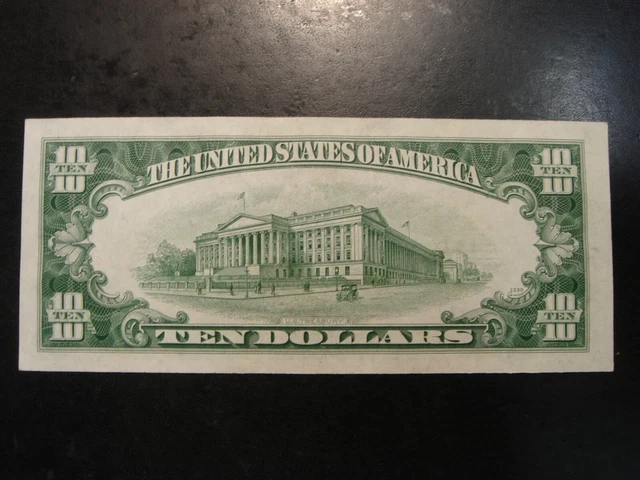 10 TEN
THE UNITED STATES OF AMERICA
10 TEN
U.S. TREASURY
10 TEN
TEN DOLLARS
10 TEN